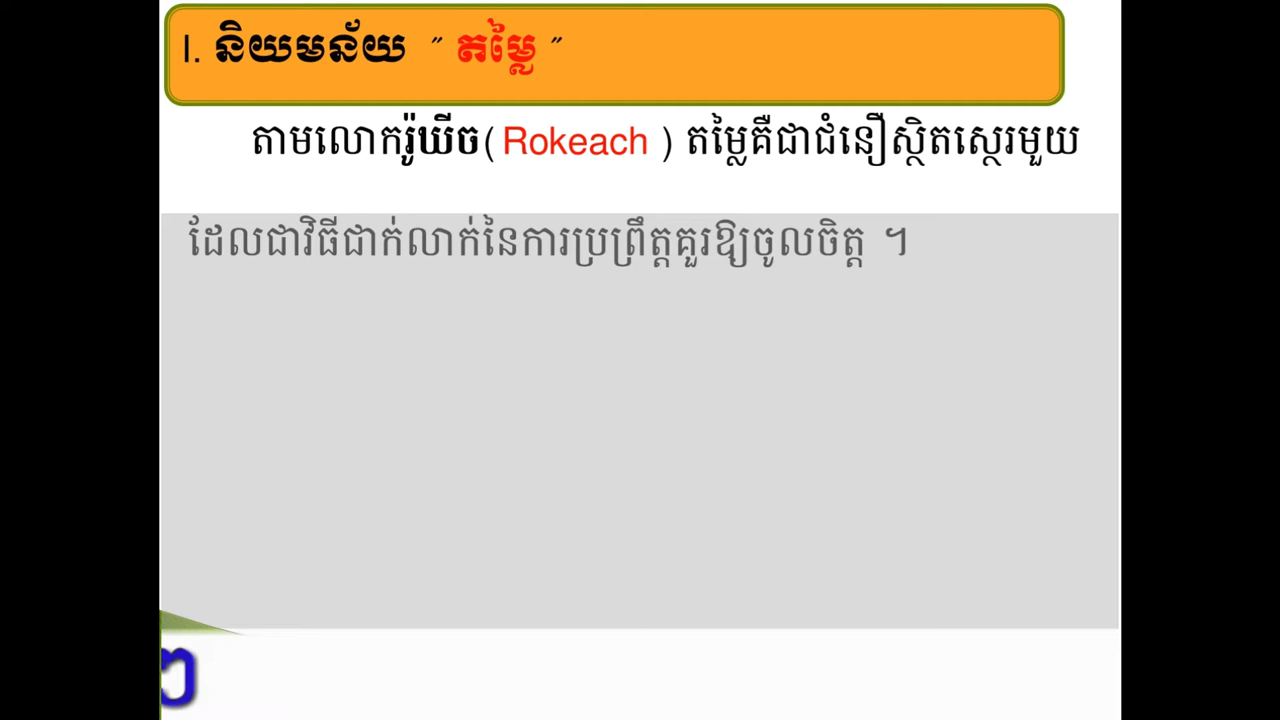 I. និយមន័យ ˝ តម្លៃ ˝
តាមលោករ៉ូឃីច( Rokeach ) តម្លៃគឺជាជំនឿស្ថិតស្ថេរមួយ
ដែលជាវិធីជាក់លាក់នៃការប្រព្រឹត្តគួរឱ្យចូលចិត្ត ។